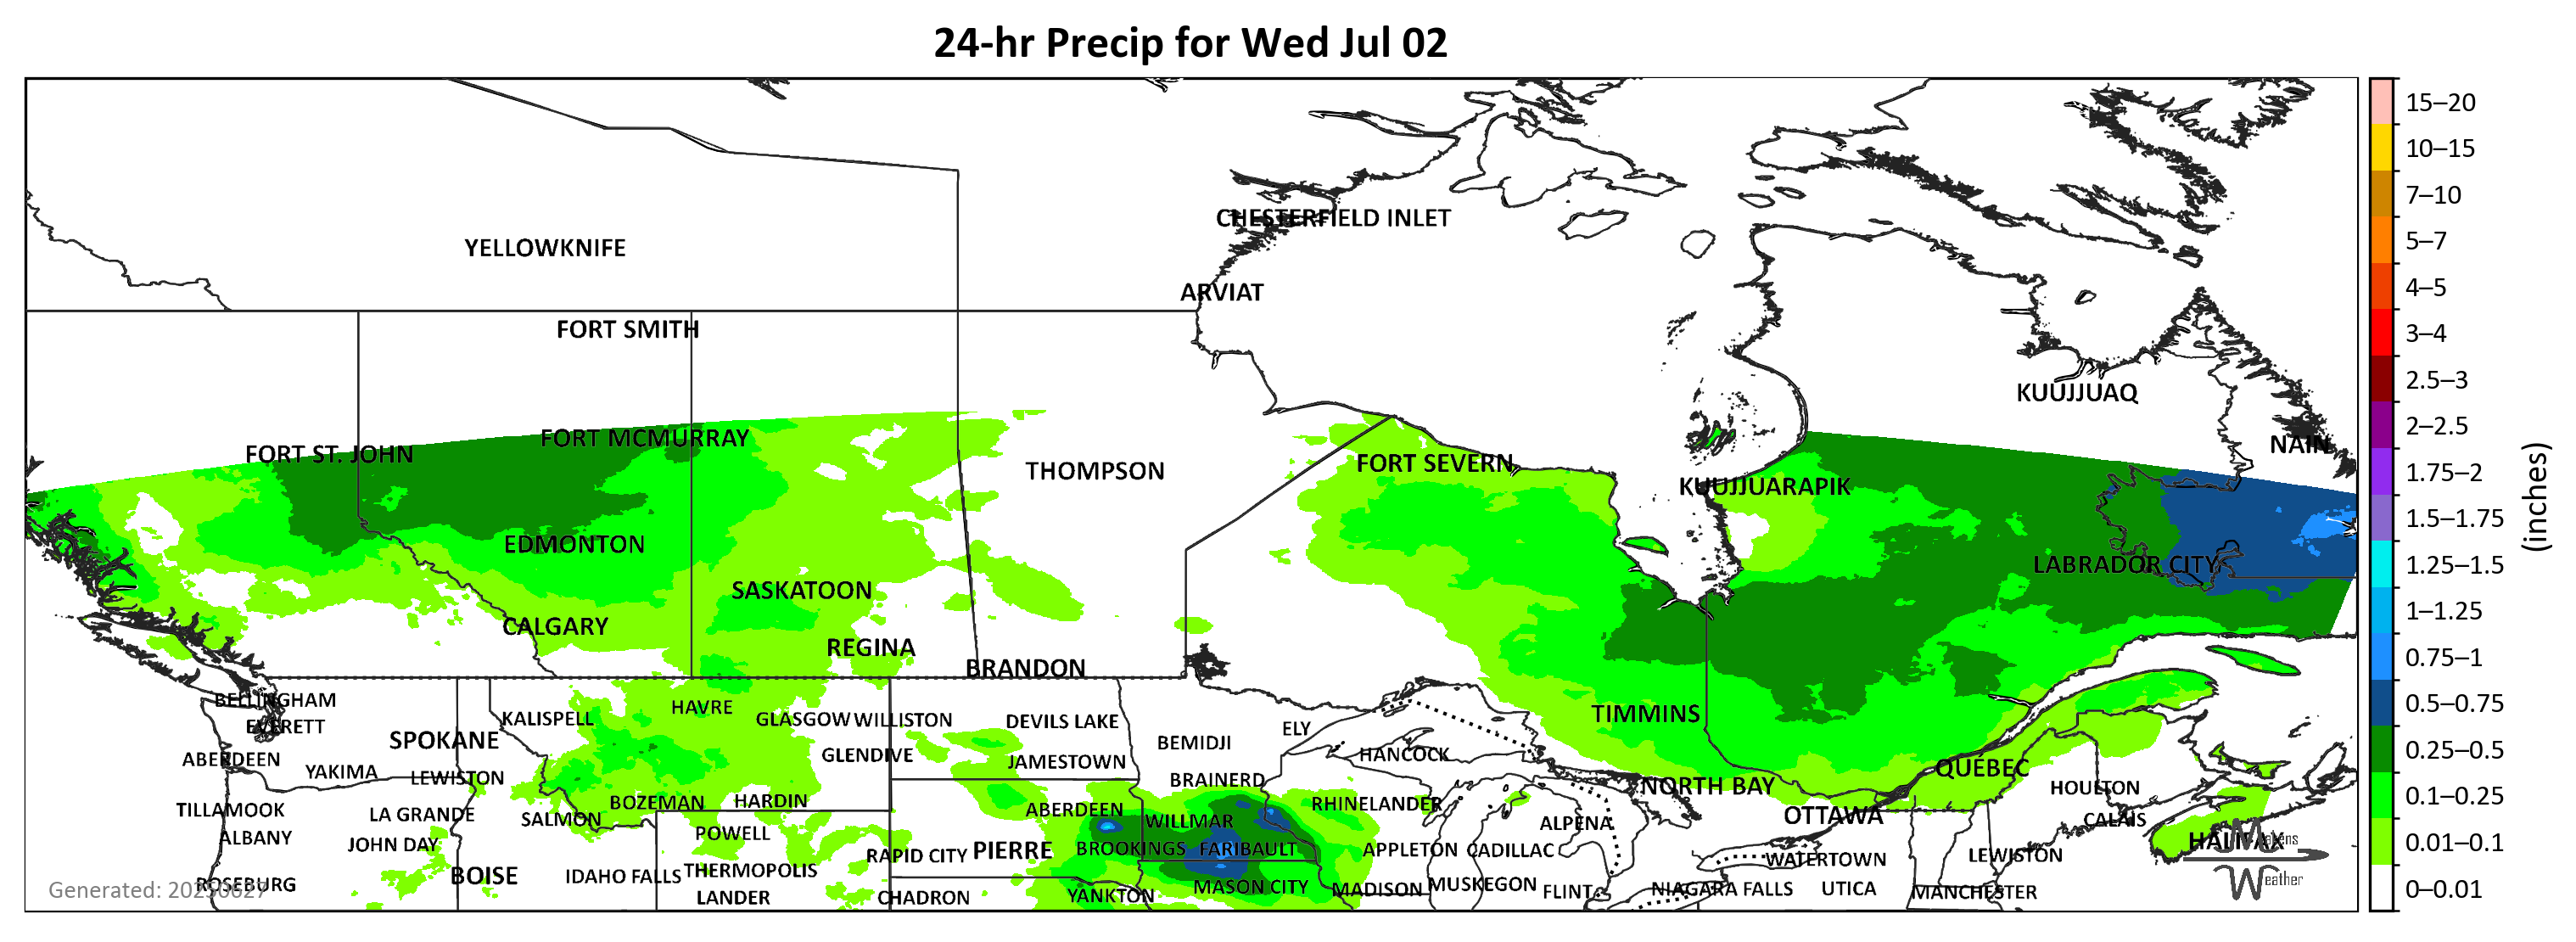 24-hr Precip for Wed Jul 02
15–20
10–15
7–10
5–7
4–5
3–4
2.5–3
2–2.5
1.75–2
1.5–1.75
1.25–1.5
1–1.25
0.75–1
0.5–0.75
0.25–0.5
0.1–0.25
0.01–0.1
0–0.01
(inches)
CHESTERFIELD INLET
YELLOWKNIFE
ARVIAT
FORT SMITH
KUUJJUAQ
FORT MCMURRAY
NAIN
FORT ST. JOHN
FORT SEVERN
THOMPSON
KUUJJUARAPIK
EDMONTON
LABRADOR CITY
SASKATOON
CALGARY
REGINA
BRANDON
BELLINGHAM
HAVRE
KALISPELL
GLASGOW
WILLISTON
DEVILS LAKE
TIMMINS
EVERETT
ELY
SPOKANE
BEMIDJI
GLENDIVE
HANCOCK
ABERDEEN
JAMESTOWN
QUÉBEC
YAKIMA
LEWISTON
BRAINERD
NORTH BAY
HOULTON
BOZEMAN
HARDIN
RHINELANDER
TILLAMOOK
LA GRANDE
SALMON
ABERDEEN
WILLMAR
ALPENA
OTTAWA
CALAIS
ALBANY
JOHN DAY
POWELL
RAPID CITY
PIERRE
BROOKINGS
FARIBAULT
APPLETON
CADILLAC
WATERTOWN
LEWISTON
HALIFAX
Weather
BOISE
IDAHO FALLS
THERMOPOLIS
ROSEBURG
MASON CITY
MADISON
MUSKEGON
FLINT
NIAGARA FALLS
UTICA
MANCHESTER
LANDER
CHADRON
YANKTON
Generated: 20250627